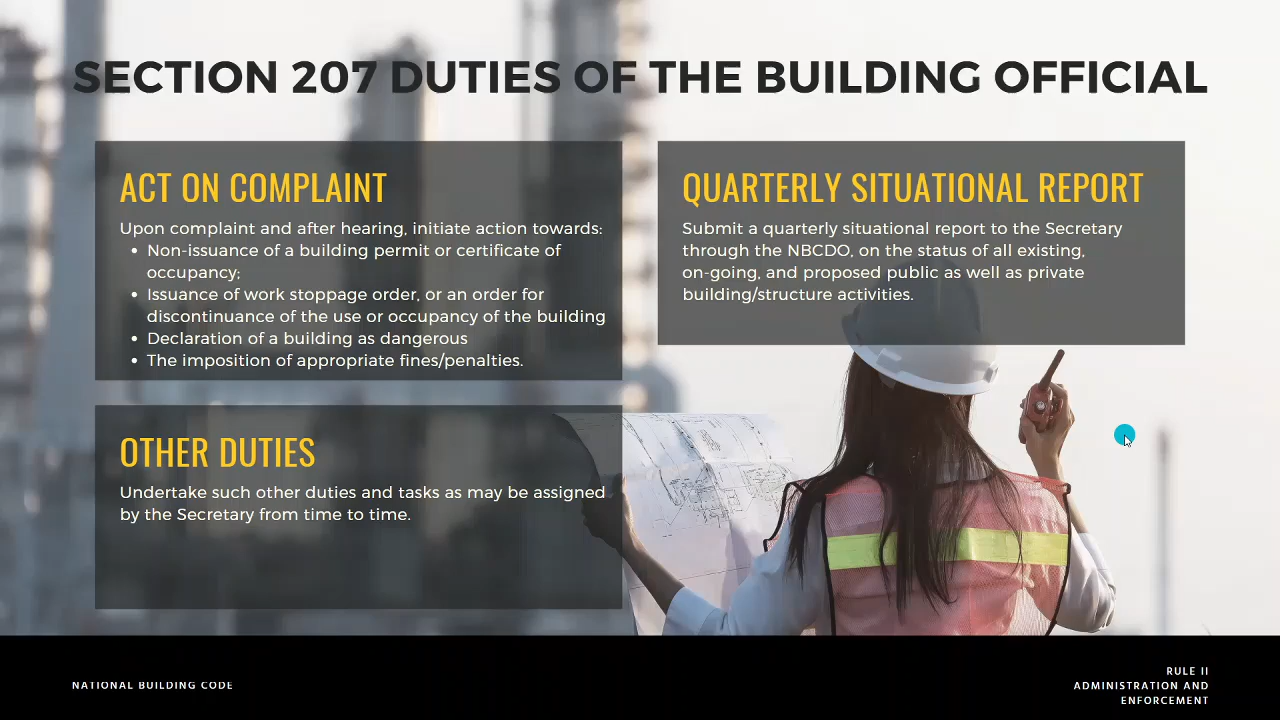 SECTION 207 DUTIES OF THE BUILDING OFFICIAL
ACT ON COMPLAINT
Upon complaint and after hearing, initiate action towards:
• Non-issuance of a building permit or certificate of
occupancy;
• Issuance of work stoppage order, or an order for
discontinuance of the use or occupancy of the building
• Declaration of a building as dangerous
• The imposition of appropriate fines/penalties.
QUARTERLY SITUATIONAL REPORT
Submit a quarterly situational report to the Secretary
through the NBCDO, on the status of all existing,
on-going, and proposed public as well as private
building/structure activities.
OTHER DUTIES
Undertake such other duties and tasks as may be assigned
by the Secretary from time to time.
NATIONAL BUILDING CODE
RULE II
ADMINISTRATION AND
ENFORCEMENT